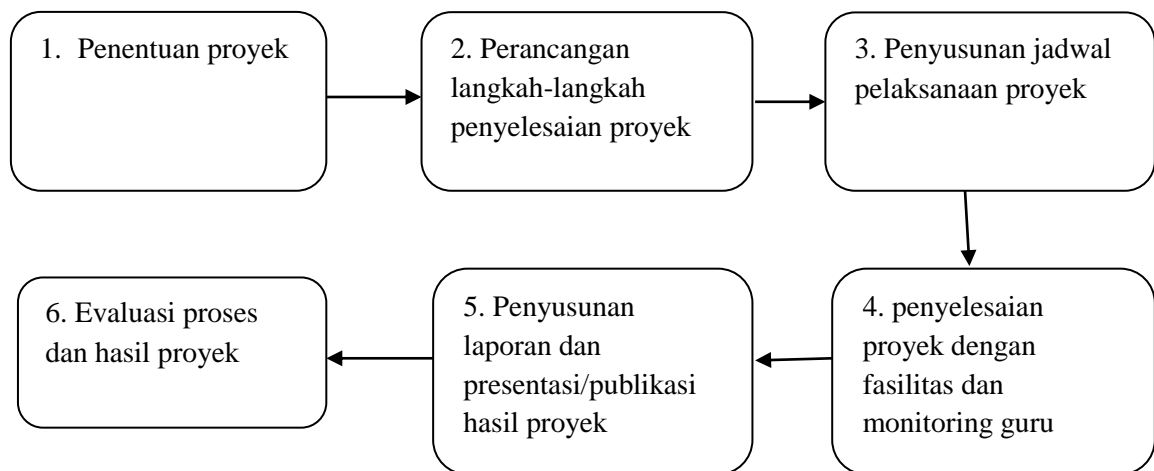 1. Penentuan proyek
2. Perancangan
langkah-langkah
penyelesaian proyek
3. Penyusunan jadwal
pelaksanaan proyek
4. penyelesaian
proyek dengan
fasilitas dan
monitoring guru
5. Penyusunan
laporan dan
presentasi/publikasi
hasil proyek
6. Evaluasi proses
dan hasil proyek